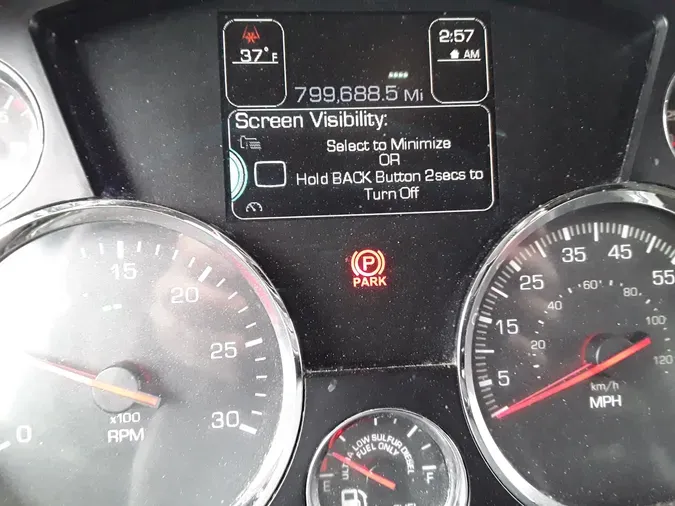 37°F
2:57
AM
799,688.5 Mi
Screen Visibility:
Select to Minimize
OR
Hold BACK Button 2secs to
Turn Off
P
PARK
0
15
20
25
30
x100
RPM
5
15
25
35
45
55
20
40
60
80
100
120
km/h
MPH
ULTRA LOW SULFUR DIESEL
FUEL ONLY
E